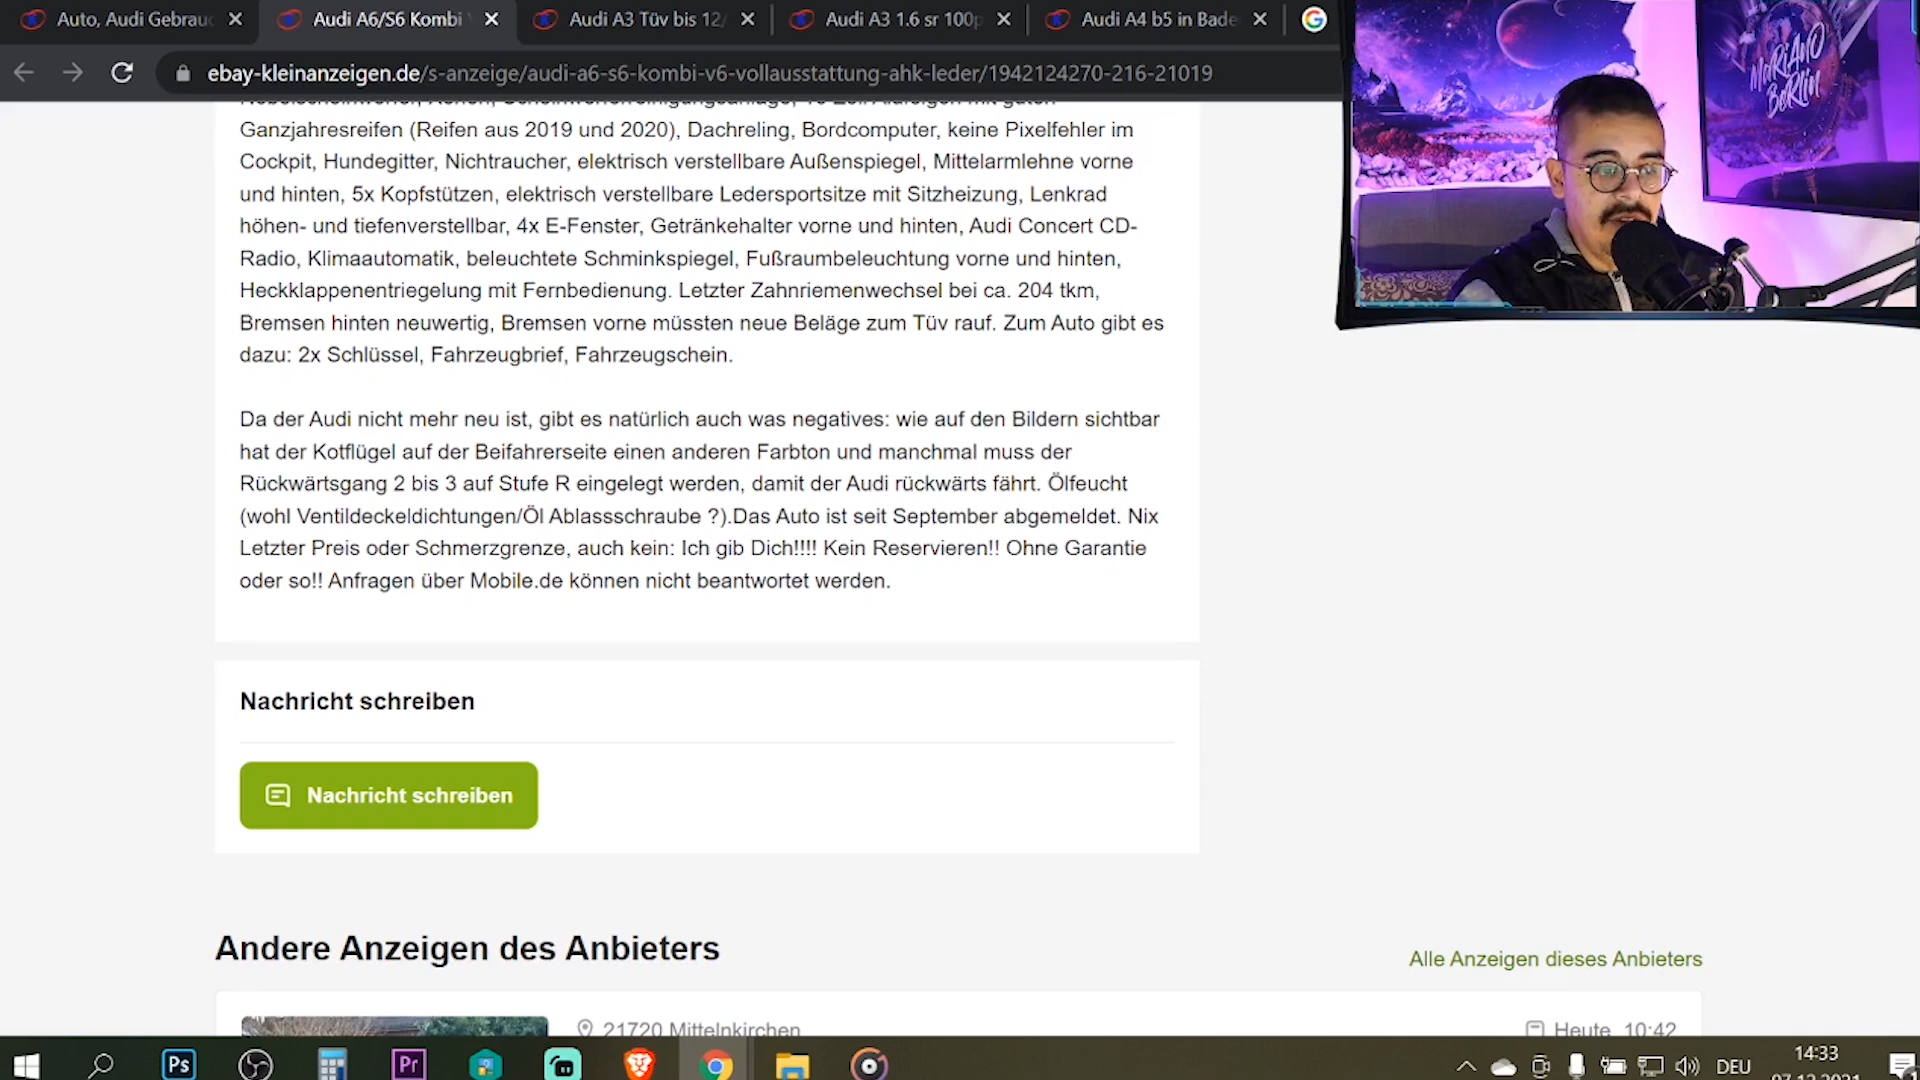 Auto, Audi Gebrauc
Audi A6/S6 Kombi
Audi A3 Tüv bis 12/
Audi A3 1.6 sr 100p
Audi A4 b5 in Bade
ebay-kleinanzeigen.de/s-anzeige/audi-a6-s6-kombi-v6-vollausstattung-ahk-leder/1942124270-216-21019
MaRiAnO
BeRlIn
Ganzjahresreifen (Reifen aus 2019 und 2020), Dachreling, Bordcomputer, keine Pixelfehler im
Cockpit, Hundegitter, Nichtraucher, elektrisch verstellbare Außenspiegel, Mittelarmlehne vorne
und hinten, 5x Kopfstützen, elektrisch verstellbare Ledersportsitze mit Sitzheizung, Lenkrad
höhen- und tiefenverstellbar, 4x E-Fenster, Getränkehalter vorne und hinten, Audi Concert CD-
Radio, Klimaautomatik, beleuchtete Schminkspiegel, Fußraumbeleuchtung vorne und hinten,
Heckklappenentriegelung mit Fernbedienung. Letzter Zahnriemenwechsel bei ca. 204 tkm,
Bremsen hinten neuwertig, Bremsen vorne müssten neue Beläge zum Tüv rauf. Zum Auto gibt es
dazu: 2x Schlüssel, Fahrzeugbrief, Fahrzeugschein.
Da der Audi nicht mehr neu ist, gibt es natürlich auch was negatives: wie auf den Bildern sichtbar
hat der Kotflügel auf der Beifahrerseite einen anderen Farbton und manchmal muss der
Rückwärtsgang 2 bis 3 auf Stufe R eingelegt werden, damit der Audi rückwärts fährt. Ölfeucht
(wohl Ventildeckeldichtungen/Öl Ablassschraube ?).Das Auto ist seit September abgemeldet. Nix
Letzter Preis oder Schmerzgrenze, auch kein: Ich gib Dich!!!! Kein Reservieren!! Ohne Garantie
oder so!! Anfragen über Mobile.de können nicht beantwortet werden.
Nachricht schreiben
Nachricht schreiben
Andere Anzeigen des Anbieters
Alle Anzeigen dieses Anbieters
21720 Mittelnkirchen
Heute, 10:42
Ps
Pr
DEU
14:33
07.12.2021